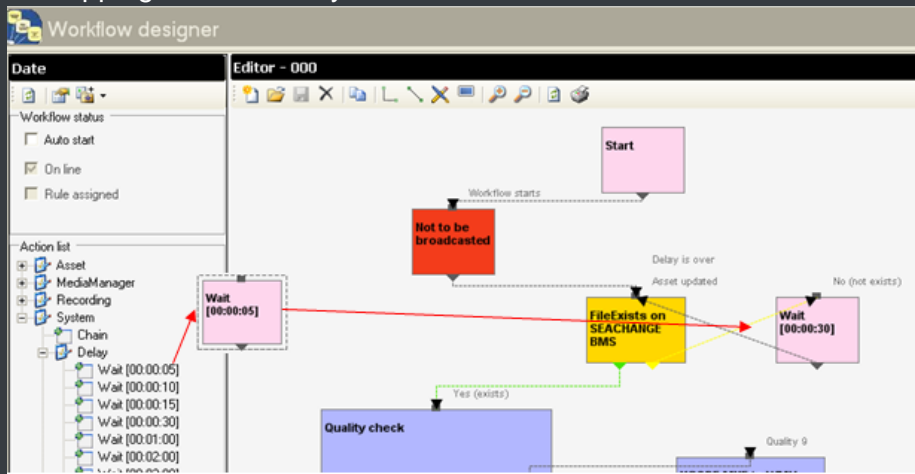 Workflow designer
Date
Editor - 000
Workflow status
Auto start
On line
Rule assigned
Action list
Asset
MediaManager
Recording
System
Chain
Delay
Wait [00:00:05]
Wait [00:00:10]
Wait [00:00:15]
Wait [00:00:30]
Wait [00:01:00]
Wait [00:02:00]
Wait
[00:00:05]
Start
Workflow starts
Not to be
broadcasted
Delay is over
Asset updated
No (not exists)
FileExists on
SEACHANGE
BMS
Wait
[00:00:30]
Yes (exists)
Quality check
Quality 9